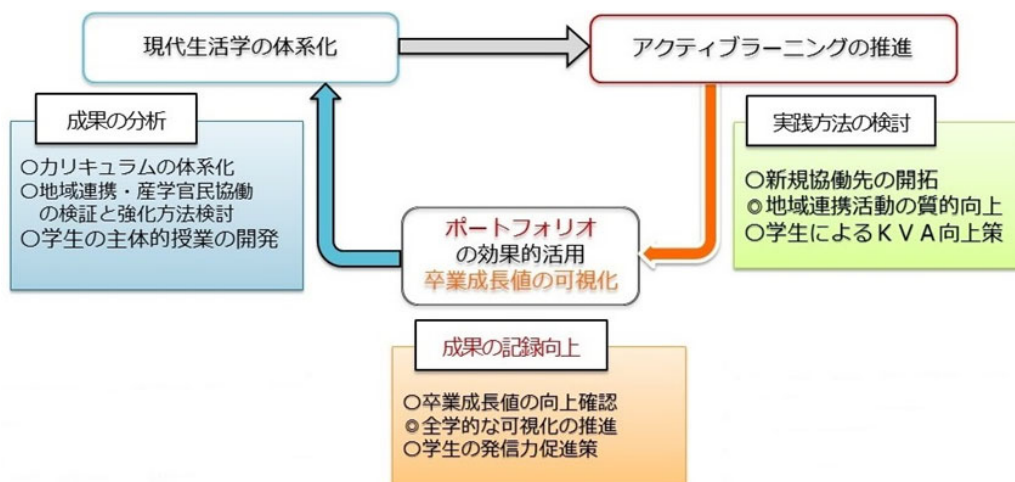 現代生活学の体系化
アクティブラーニングの推進
成果の分析
○カリキュラムの体系化
○地域連携・産学官民協働
の検証と強化方法検討
○学生の主体的授業の開発
実践方法の検討
○新規協働先の開拓
◎地域連携活動の質的向上
○学生によるKVA向上策
ポートフォリオ
の効果的活用
卒業成長値の可視化
成果の記録向上
○卒業成長値の向上確認
◎全学的な可視化の推進
○学生の発信力促進策